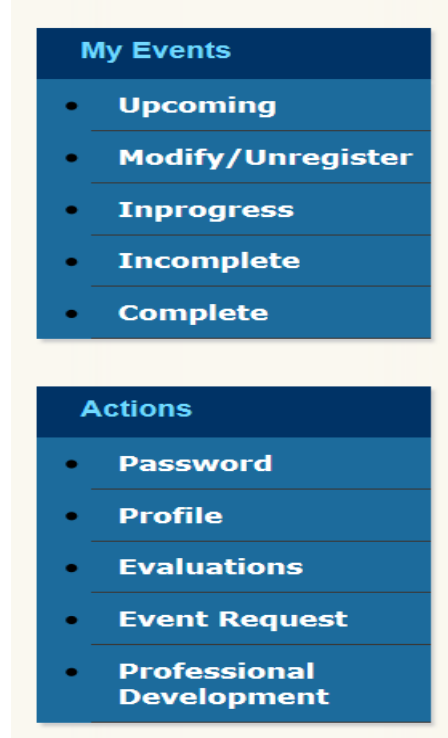 My Events
Upcoming
Modify/Unregister
Inprogress
Incomplete
Complete
Actions
Password
Profile
Evaluations
Event Request
Professional
Development